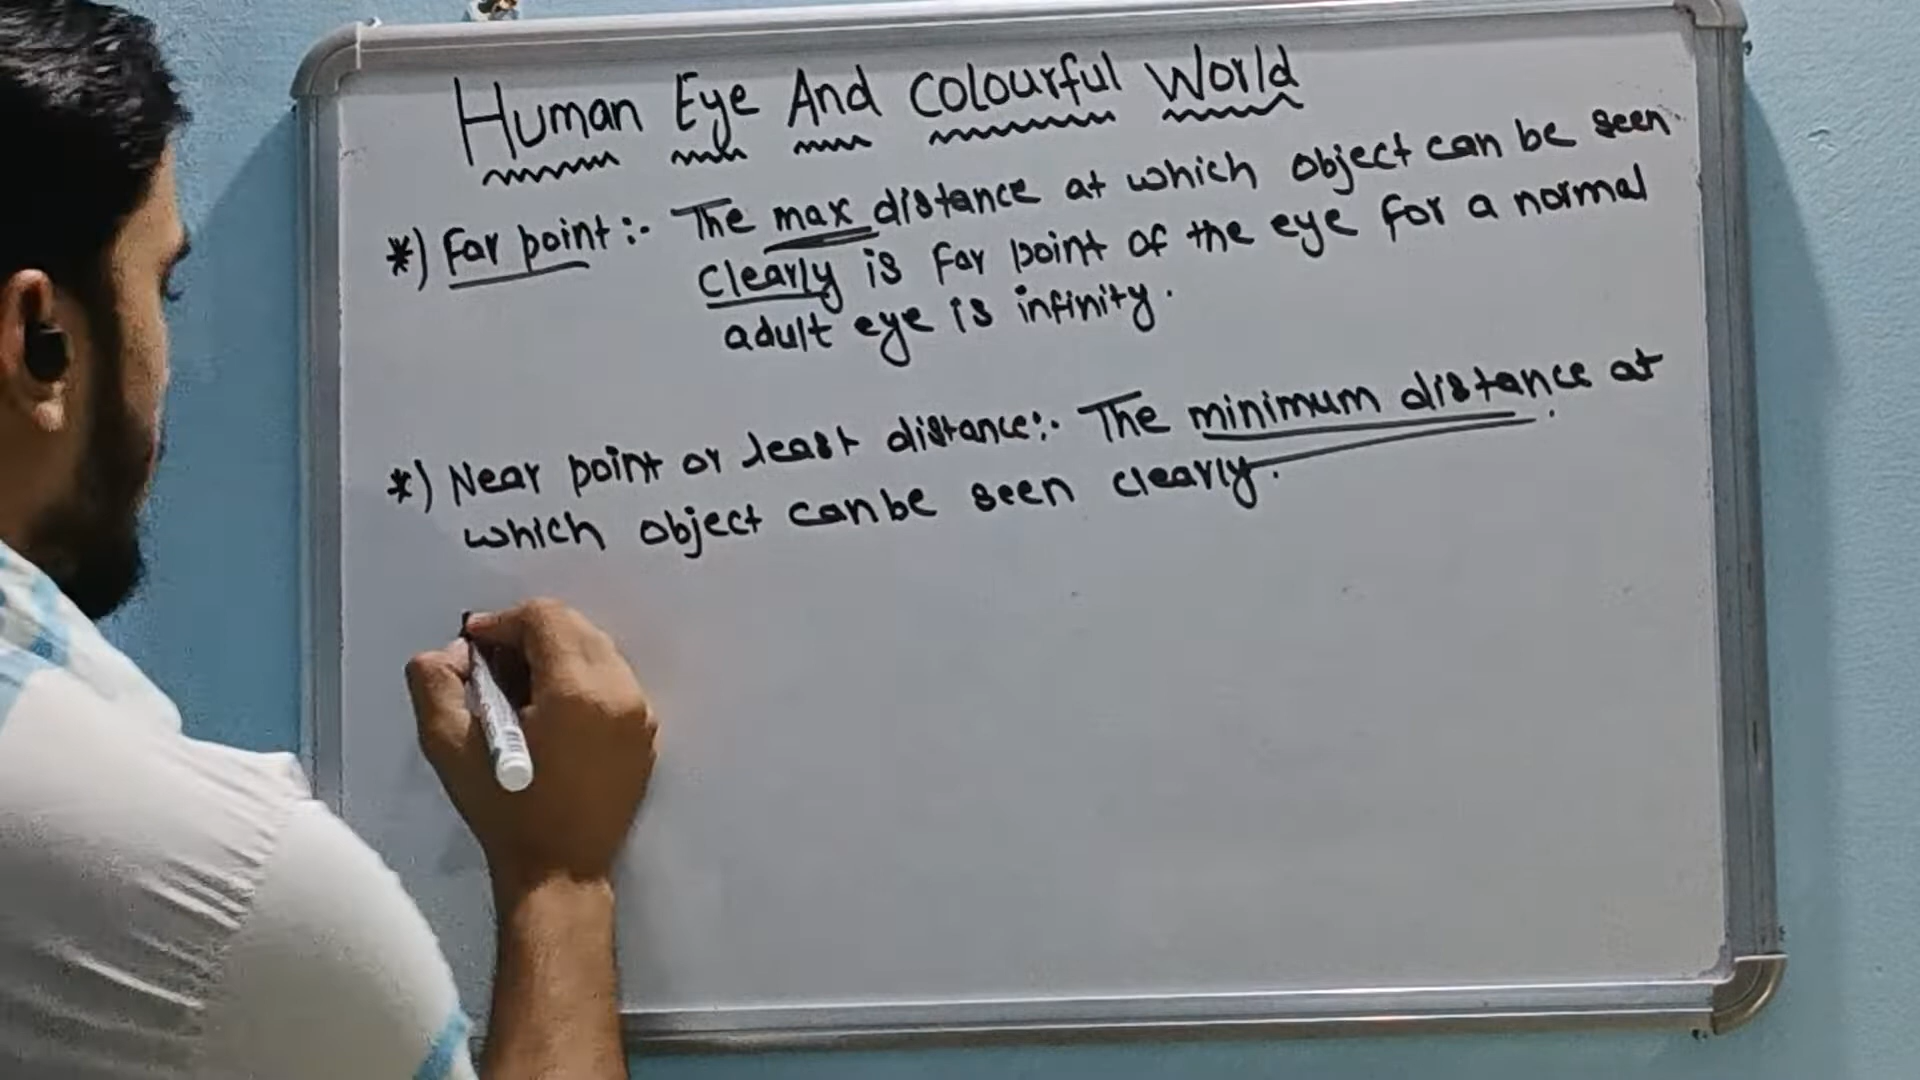 Human Eye And Colourful World
*) Far point :- The max distance at which object can be seen
clearly is far point of the eye for a normal
adult eye is infinity.
*) Near point or least distance:- The minimum distance at
which object canbe seen clearly.